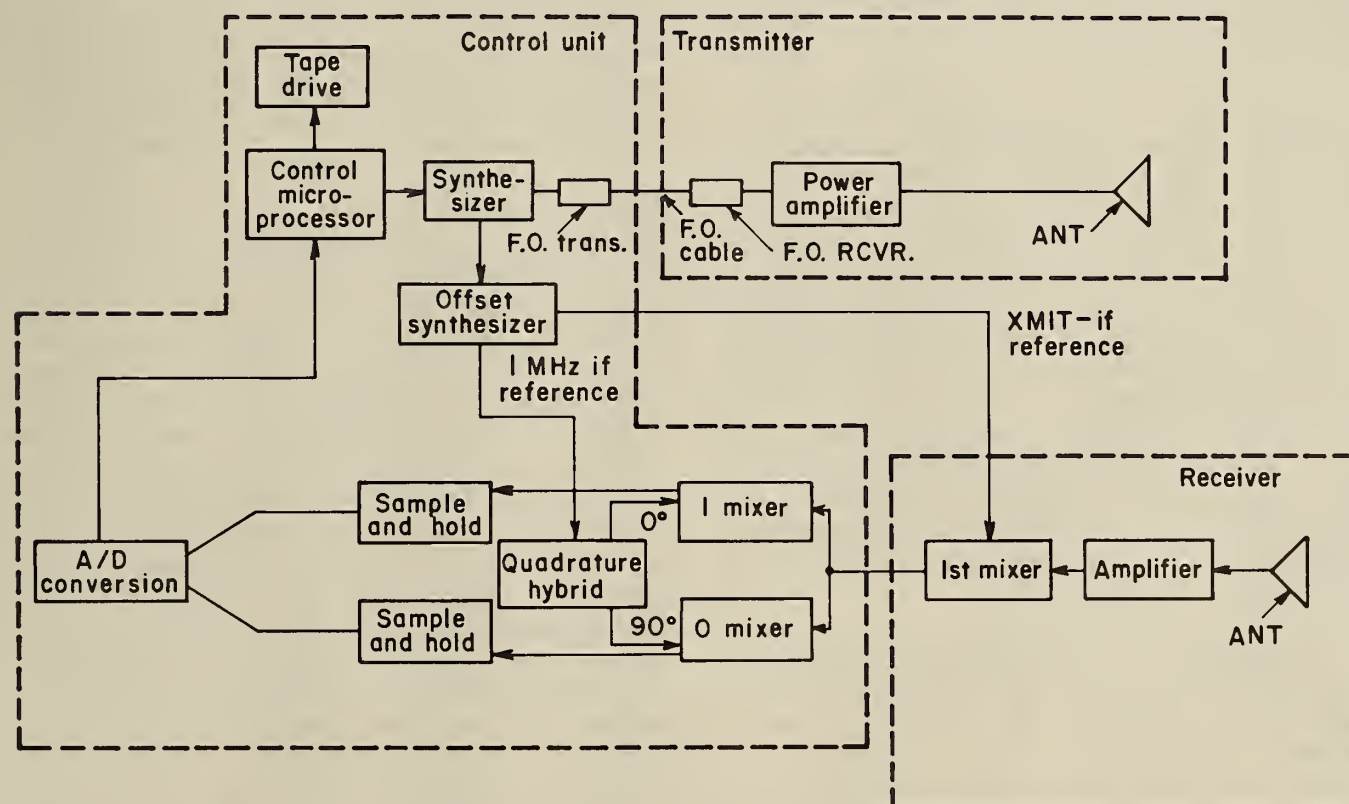 Control unit
Transmitter
Tape
drive
Control
micro-
processor
Synthe-
sizer
F.O. trans.
F.O.
cable
F.O. RCVR.
Power
amplifier
ANT
Offset
synthesizer
1 MHz if
reference
XMIT-if
reference
Receiver
Sample
and hold
0°
I mixer
A/D
conversion
Quadrature
hybrid
1st mixer
Amplifier
Sample
and hold
90°
O mixer
ANT